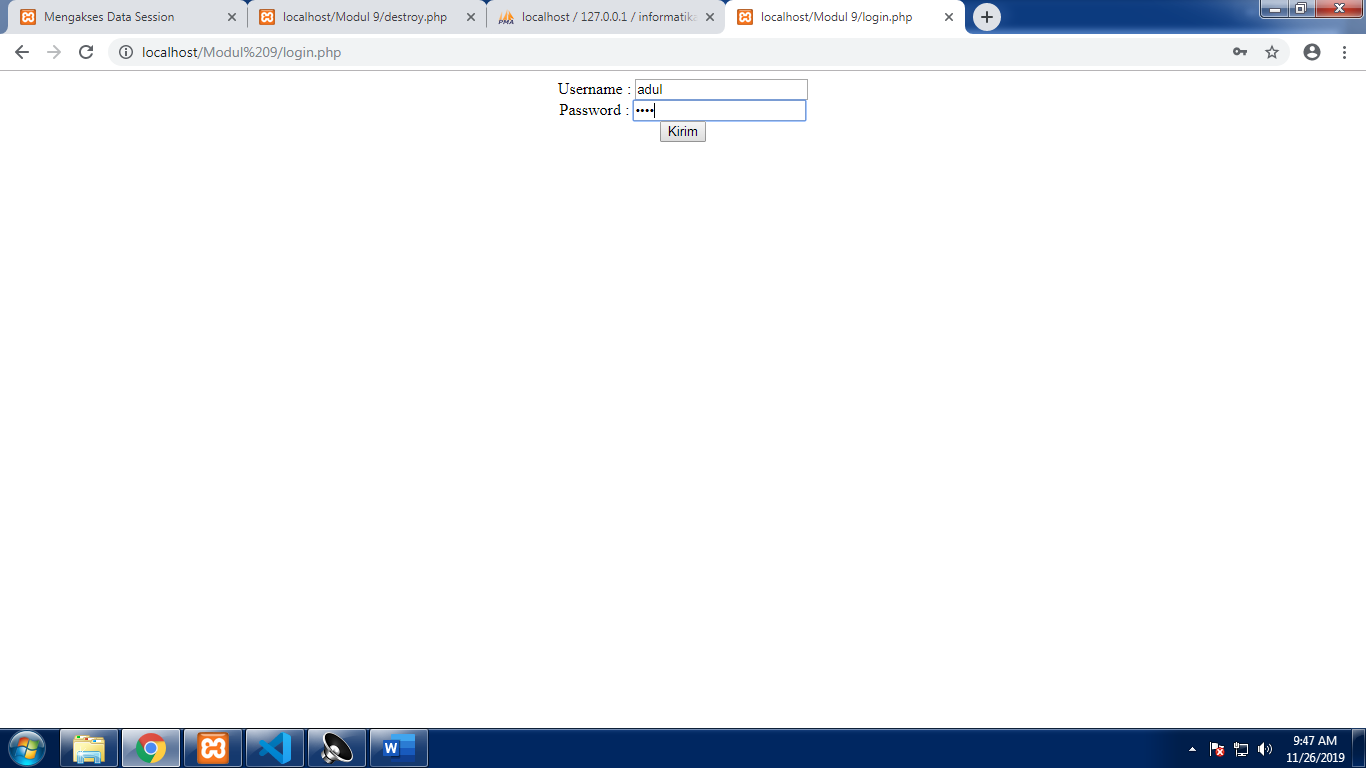 Mengakses Data Session
localhost/Modul 9/destroy.php
localhost / 127.0.0.1 / informatika
localhost/Modul 9/login.php
localhost/Modul%209/login.php
Username : adul
Password : ••••
Kirim
9:47 AM
11/26/2019